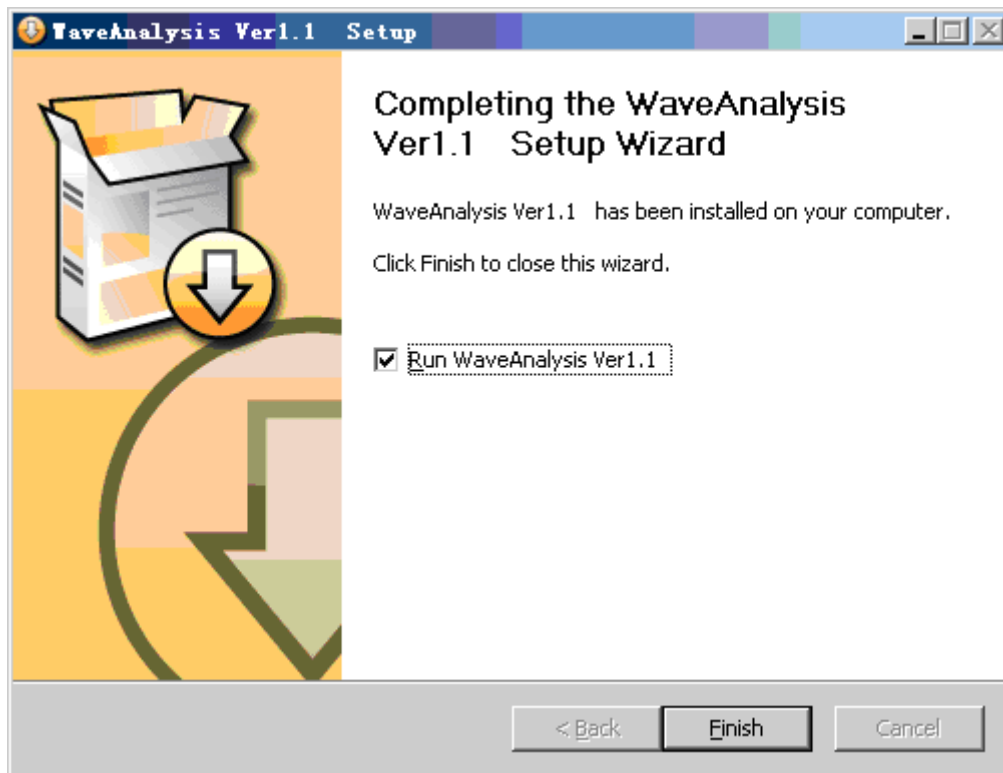 WaveAnalysis Ver1.1 Setup
Completing the WaveAnalysis
Ver1.1 Setup Wizard
WaveAnalysis Ver1.1 has been installed on your computer.
Click Finish to close this wizard.
Run WaveAnalysis Ver1.1
< Back
Finish
Cancel